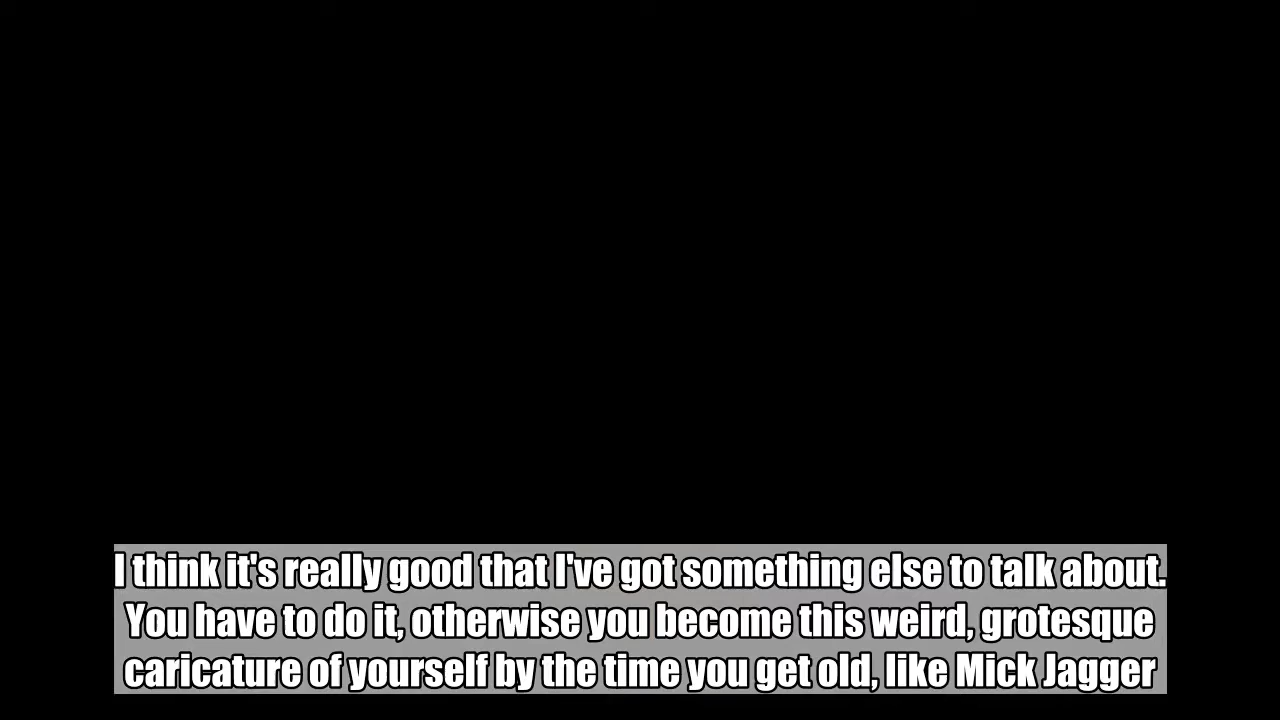 I think it's really good that I've got something else to talk about.
You have to do it, otherwise you become this weird, grotesque
caricature of yourself by the time you get old, like Mick Jagger